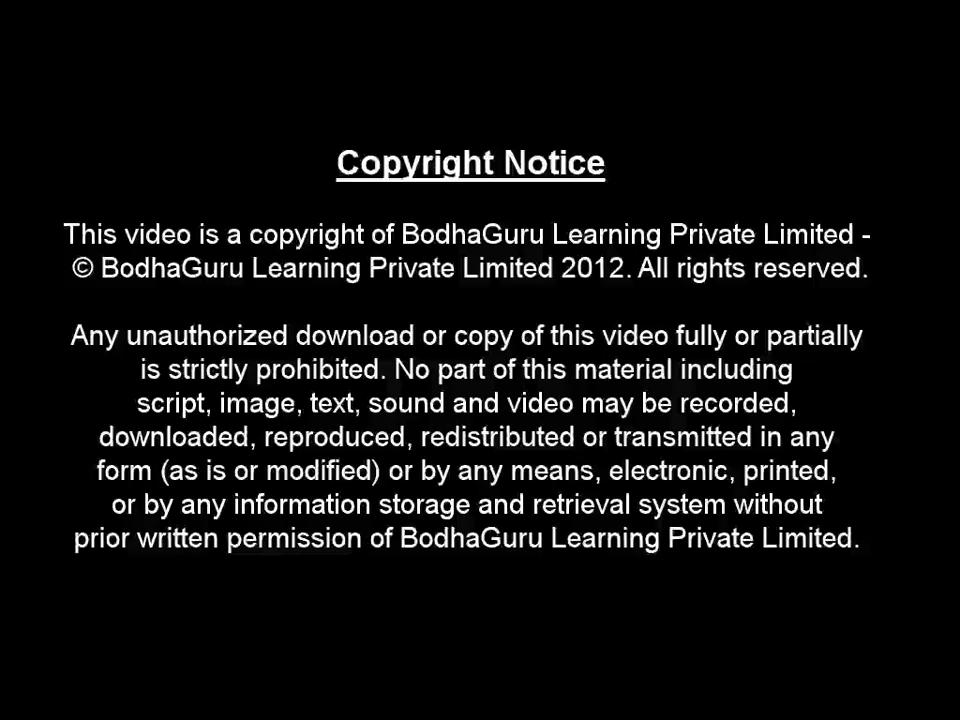 Copyright Notice
This video is a copyright of BodhaGuru Learning Private Limited -
© BodhaGuru Learning Private Limited 2012. All rights reserved.
Any unauthorized download or copy of this video fully or partially
is strictly prohibited. No part of this material including
script, image, text, sound and video may be recorded,
downloaded, reproduced, redistributed or transmitted in any
form (as is or modified) or by any means, electronic, printed,
or by any information storage and retrieval system without
prior written permission of BodhaGuru Learning Private Limited.